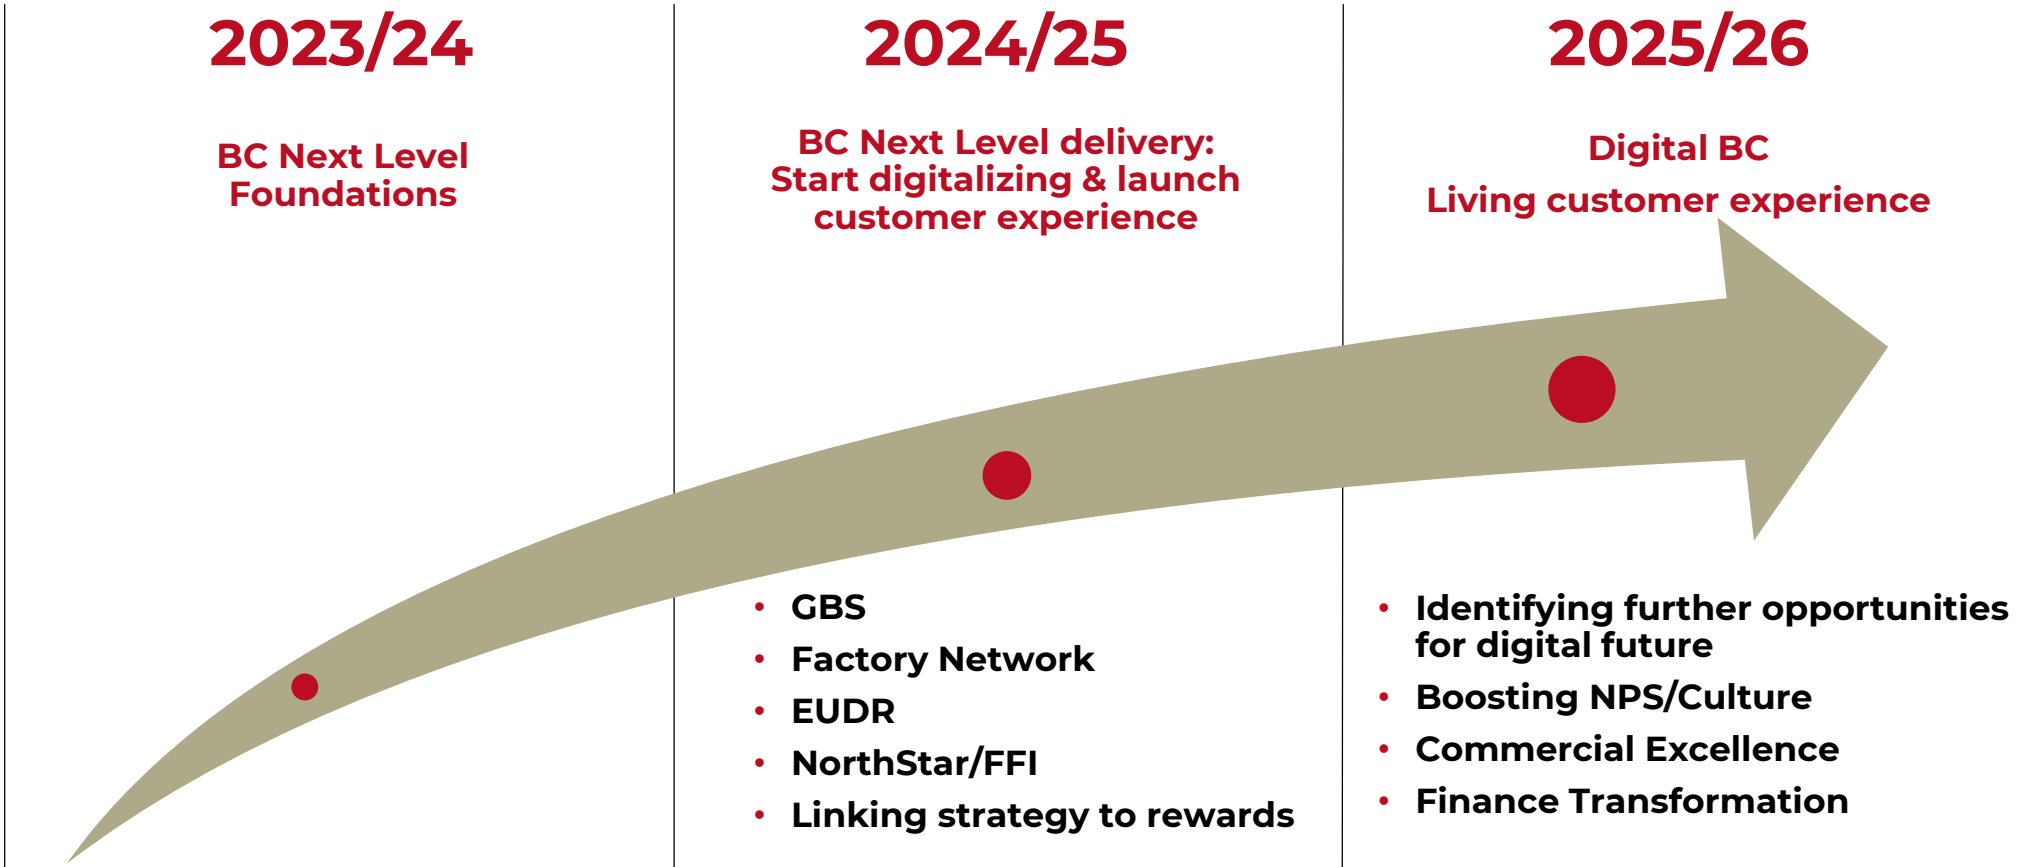 2023/24
BC Next Level
Foundations
2024/25
BC Next Level delivery:
Start digitalizing & launch
customer experience
• GBS
• Factory Network
• EUDR
• NorthStar/FFI
• Linking strategy to rewards
2025/26
Digital BC
Living customer experience
• Identifying further opportunities
for digital future
• Boosting NPS/Culture
• Commercial Excellence
• Finance Transformation